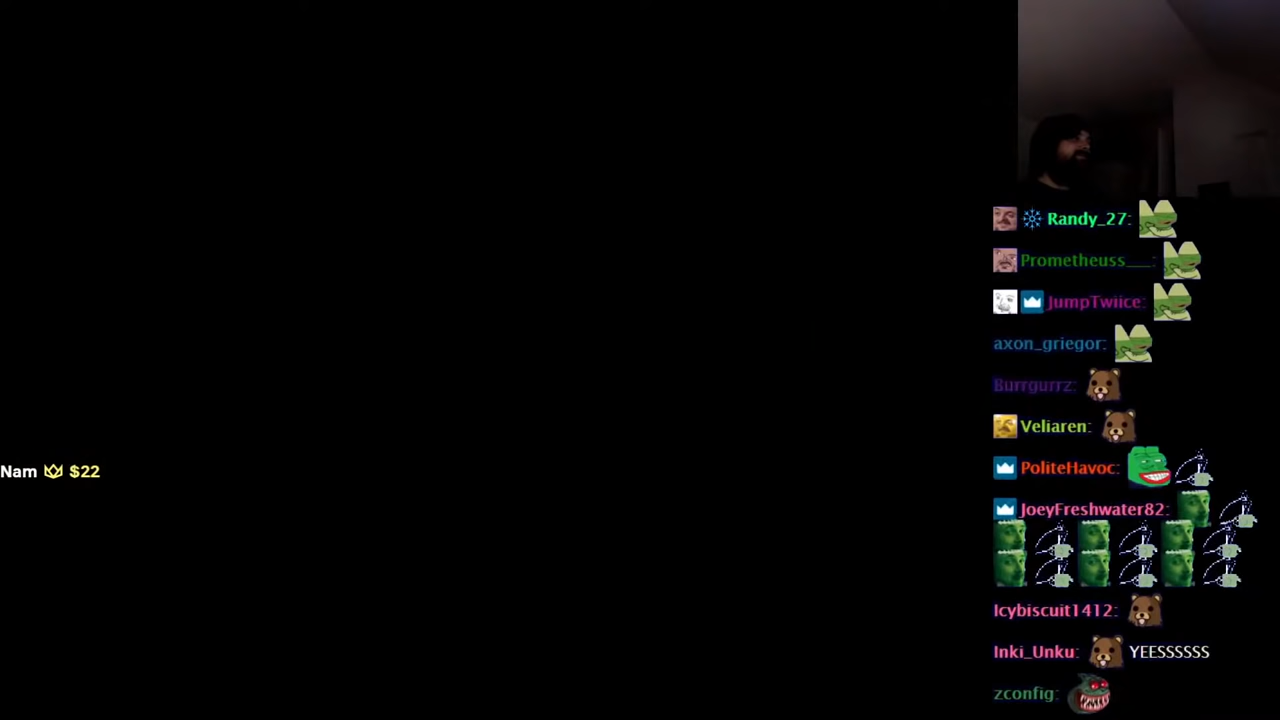 Randy_27:
Prometheuss___:
JumpTwiice:
axon_griegor:
Burrgurrz:
Veliaren:
Nam $22
PoliteHavoc:
JoeyFreshwater82:
Icybiscuit1412:
Inki_Unku: YEESSSSSS
zconfig: